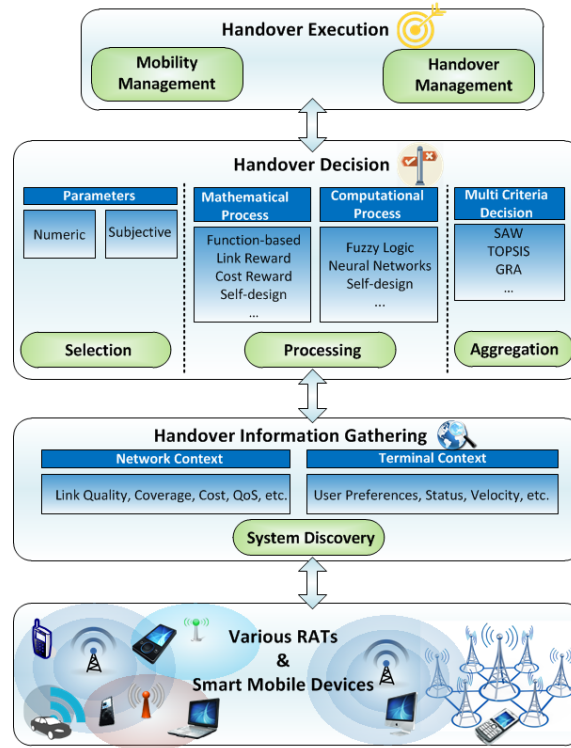 Handover Execution
Mobility
Management
Handover
Management
Handover Decision
Parameters
Numeric
Subjective
Mathematical
Process
Function-based
Link Reward
Cost Reward
Self-design
...
Computational
Process
Fuzzy Logic
Neural Networks
Self-design
...
Multi Criteria
Decision
SAW
TOPSIS
GRA
...
Selection
Processing
Aggregation
Handover Information Gathering
Network Context
Link Quality, Coverage, Cost, QoS, etc.
Terminal Context
User Preferences, Status, Velocity, etc.
System Discovery
Various RATs
&
Smart Mobile Devices